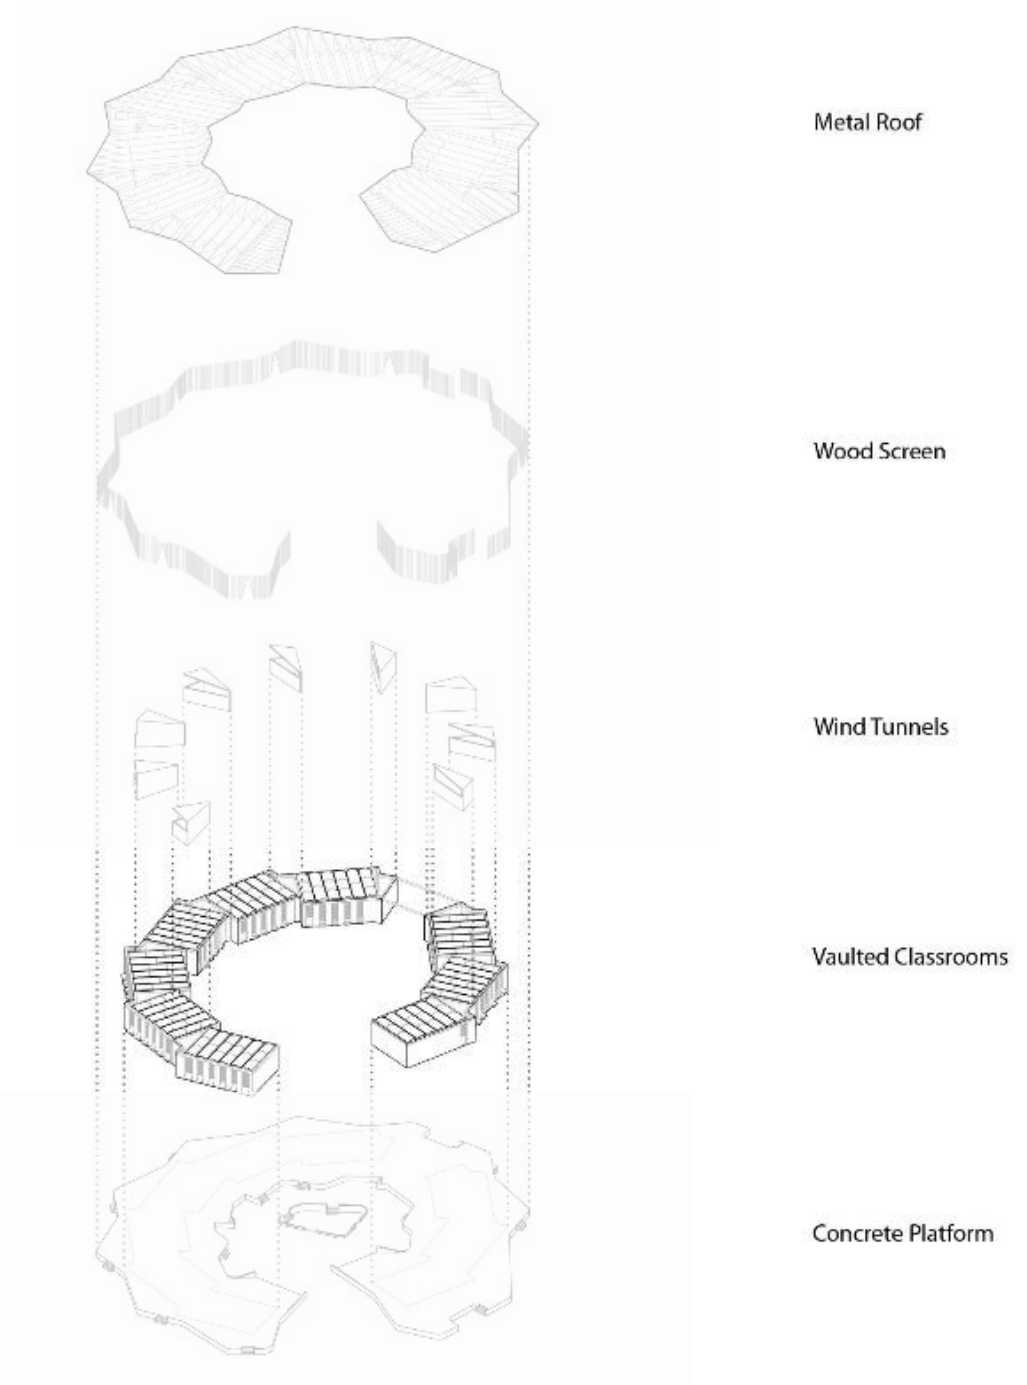 Metal Roof
Wood Screen
Wind Tunnels
Vaulted Classrooms
Concrete Platform